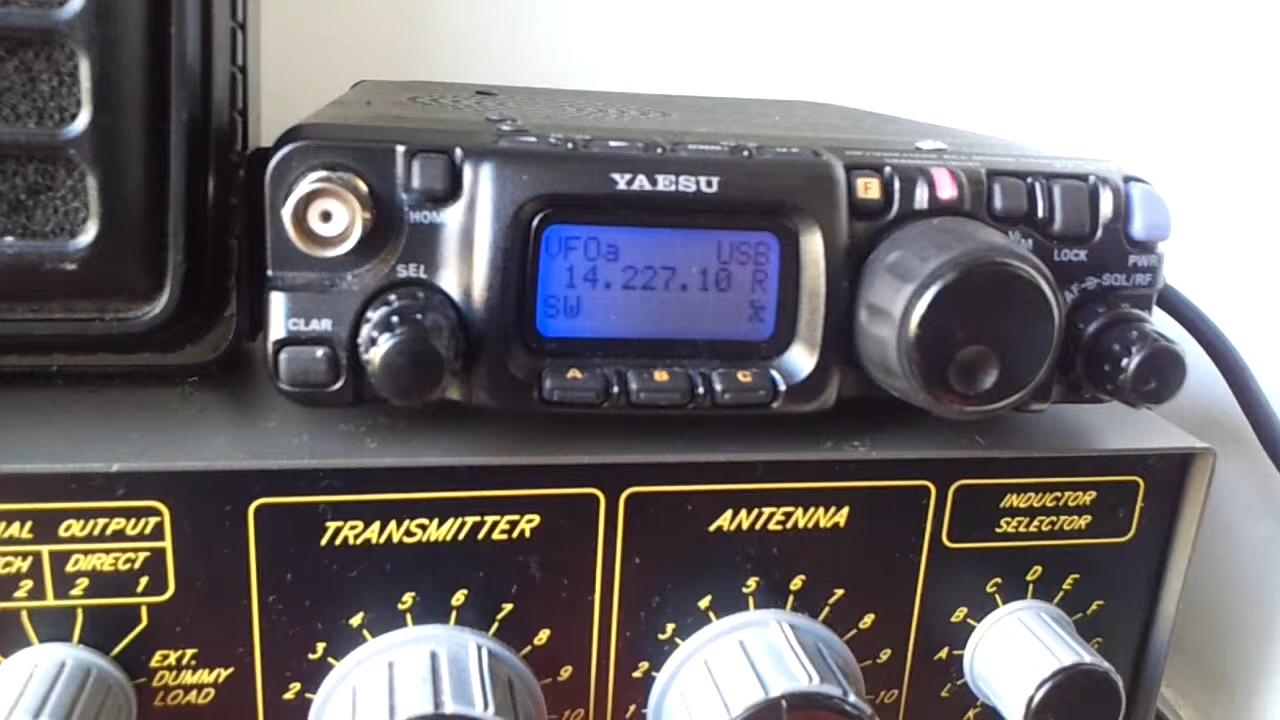 YAESU
F
HOM
VFOa USB
14.227.10 R
SW
SEL
CLAR
A B C
V/M
LOCK
PWR
AF SQL/RF
IAL OUTPUT
CH DIRECT
2 2 1
EXT.
DUMMY
LOAD
TRANSMITTER
2 3 4 5 6 7 8 9 10
ANTENNA
1 2 3 4 5 6 7 8 9 10
INDUCTOR
SELECTOR
A B C D E F G K L